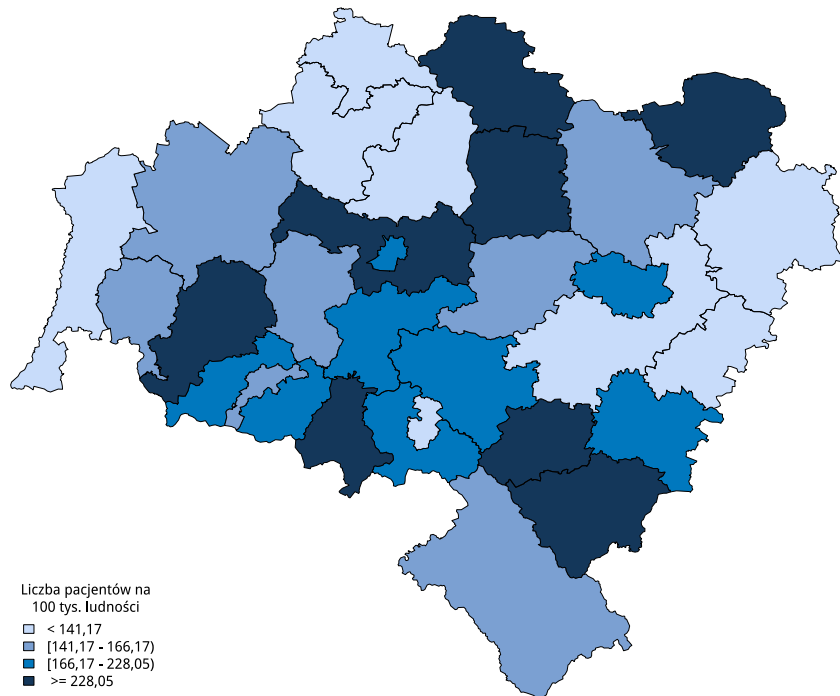 Liczba pacjentów na
100 tys. ludności
< 141,17
[141,17 - 166,17)
[166,17 - 228,05)
>= 228,05